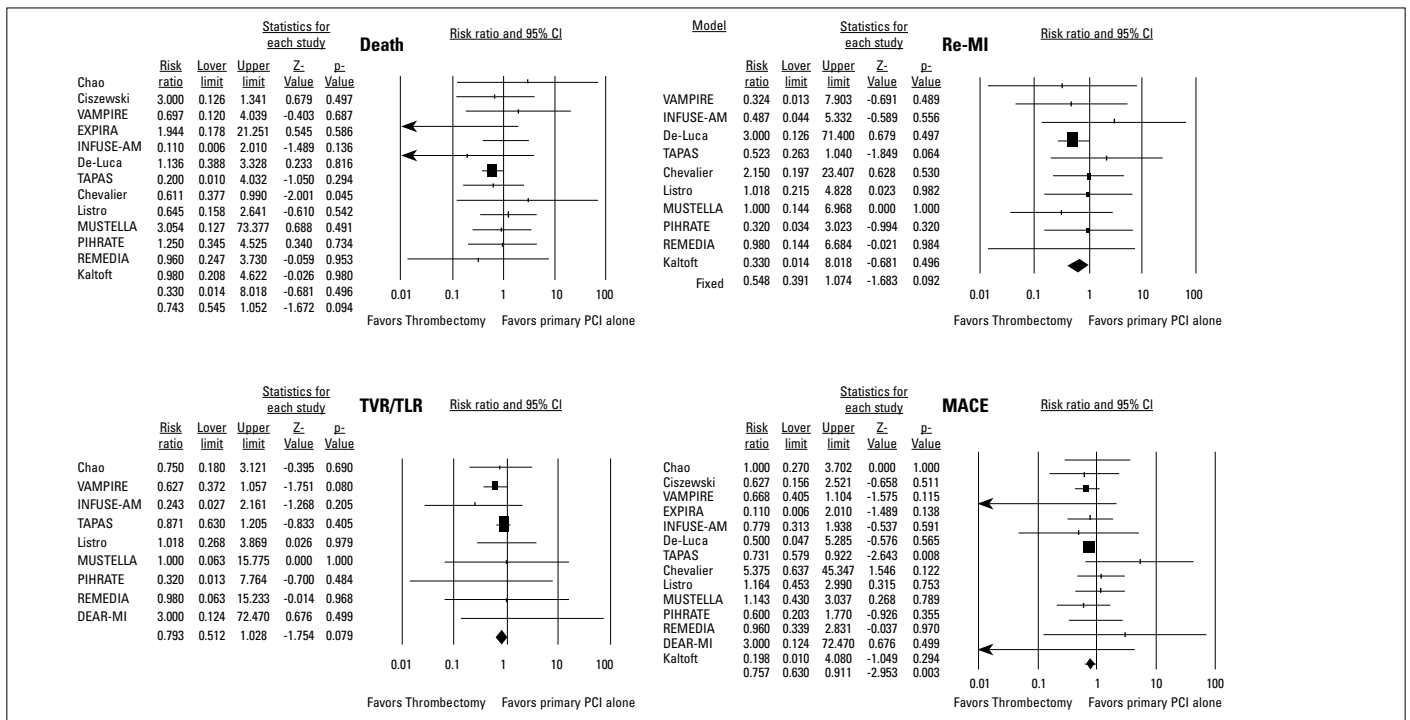 Statistics for
each study
Death
Risk ratio and 95% CI
Risk ratio Lover limit Upper limit Z-Value p-Value
Chao
Ciszewski 3.000 0.126 1.341 0.679 0.497
VAMPIRE 0.697 0.120 4.039 -0.403 0.687
EXPIRA 1.944 0.178 21.251 0.545 0.586
INFUSE-AM 0.110 0.006 2.010 -1.489 0.136
De-Luca 1.136 0.388 3.328 0.233 0.816
TAPAS 0.200 0.010 4.032 -1.050 0.294
Chevalier 0.611 0.377 0.990 -2.001 0.045
Listro 0.645 0.158 2.641 -0.610 0.542
MUSTELLA 3.054 0.127 73.377 0.688 0.491
PIHRATE 1.250 0.345 4.525 0.340 0.734
REMEDIA 0.960 0.247 3.730 -0.059 0.953
Kaltoft 0.980 0.208 4.622 -0.026 0.980
0.330 0.014 8.018 -0.681 0.496
0.743 0.545 1.052 -1.672 0.094
0.01 0.1 1 10 100
Favors Thrombectomy Favors primary PCI alone
Model
Statistics for
each study
Re-MI
Risk ratio and 95% CI
Risk ratio Lover limit Upper limit Z-Value p-Value
VAMPIRE 0.324 0.013 7.903 -0.691 0.489
INFUSE-AM 0.487 0.044 5.332 -0.589 0.556
De-Luca 3.000 0.126 71.400 0.679 0.497
TAPAS 0.523 0.263 1.040 -1.849 0.064
Chevalier 2.150 0.197 23.407 0.628 0.530
Listro 1.018 0.215 4.828 0.023 0.982
MUSTELLA 1.000 0.144 6.968 0.000 1.000
PIHRATE 0.320 0.034 3.023 -0.994 0.320
REMEDIA 0.980 0.144 6.684 -0.021 0.984
Kaltoft 0.330 0.014 8.018 -0.681 0.496
Fixed 0.548 0.391 1.074 -1.683 0.092
0.01 0.1 1 10 100
Favors Thrombectomy Favors primary PCI alone
Statistics for
each study
TVR/TLR
Risk ratio and 95% CI
Risk ratio Lover limit Upper limit Z-Value p-Value
Chao 0.750 0.180 3.121 -0.395 0.690
VAMPIRE 0.627 0.372 1.057 -1.751 0.080
INFUSE-AM 0.243 0.027 2.161 -1.268 0.205
TAPAS 0.871 0.630 1.205 -0.833 0.405
Listro 1.018 0.268 3.869 0.026 0.979
MUSTELLA 1.000 0.063 15.775 0.000 1.000
PIHRATE 0.320 0.013 7.764 -0.700 0.484
REMEDIA 0.980 0.063 15.233 -0.014 0.968
DEAR-MI 3.000 0.124 72.470 0.676 0.499
0.793 0.512 1.028 -1.754 0.079
0.01 0.1 1 10 100
Favors Thrombectomy Favors primary PCI alone
Statistics for
each study
MACE
Risk ratio and 95% CI
Risk ratio Lover limit Upper limit Z-Value p-Value
Chao 1.000 0.270 3.702 0.000 1.000
Ciszewski 0.627 0.156 2.521 -0.658 0.511
VAMPIRE 0.668 0.405 1.104 -1.575 0.115
EXPIRA 0.110 0.006 2.010 -1.489 0.138
INFUSE-AM 0.779 0.313 1.938 -0.537 0.591
De-Luca 0.500 0.047 5.285 -0.576 0.565
TAPAS 0.731 0.579 0.922 -2.643 0.008
Chevalier 5.375 0.637 45.347 1.546 0.122
Listro 1.164 0.453 2.990 0.315 0.753
MUSTELLA 1.143 0.430 3.037 0.268 0.789
PIHRATE 0.600 0.203 1.770 -0.926 0.355
REMEDIA 0.960 0.339 2.831 -0.037 0.970
DEAR-MI 3.000 0.124 72.470 0.676 0.499
Kaltoft 0.198 0.010 4.080 -1.049 0.294
0.757 0.630 0.911 -2.953 0.003
0.01 0.1 1 10 100
Favors Thrombectomy Favors primary PCI alone